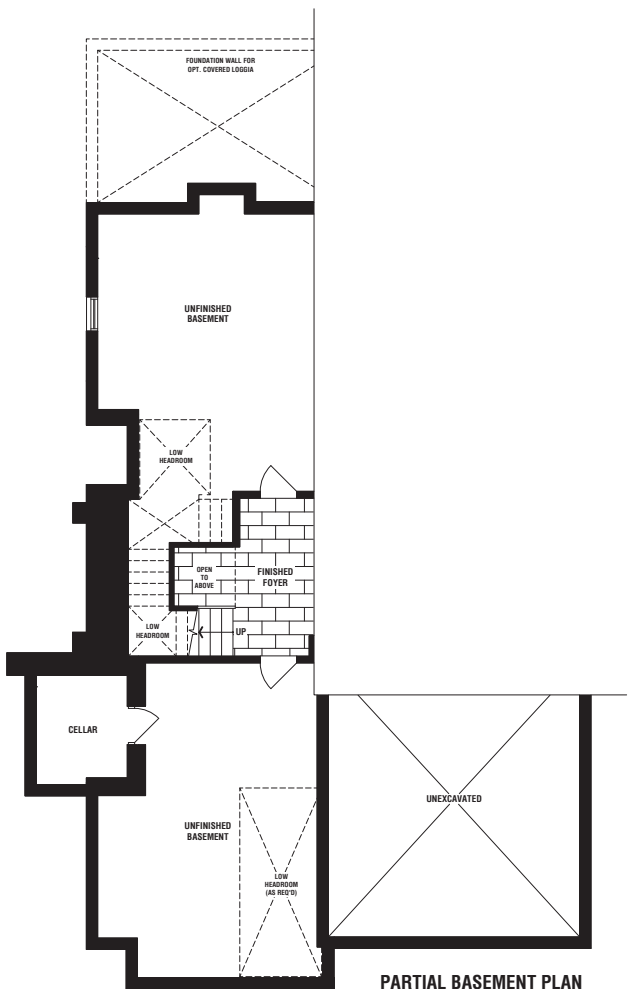 FOUNDATION WALL FOR
OPT. COVERED LOGGIA
UNFINISHED
BASEMENT
LOW
HEADROOM
OPEN
TO
ABOVE
FINISHED
FOYER
LOW
HEADROOM
UP
CELLAR
UNFINISHED
BASEMENT
UNEXCAVATED
LOW
HEADROOM
(AS REQ'D)
PARTIAL BASEMENT PLAN